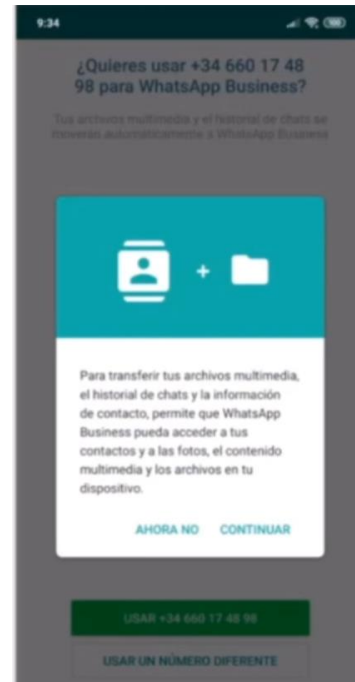 9:34
¿Quieres usar +34 660 17 48
98 para WhatsApp Business?
Tus archivos multimedia y el historial de chats se
moverán automáticamente a WhatsApp Business
+
Para transferir tus archivos multimedia,
el historial de chats y la información
de contacto, permite que WhatsApp
Business pueda acceder a tus
contactos y a las fotos, el contenido
multimedia y los archivos en tu
dispositivo.
AHORA NO CONTINUAR
USAR +34 660 17 48 98
USAR UN NÚMERO DIFERENTE